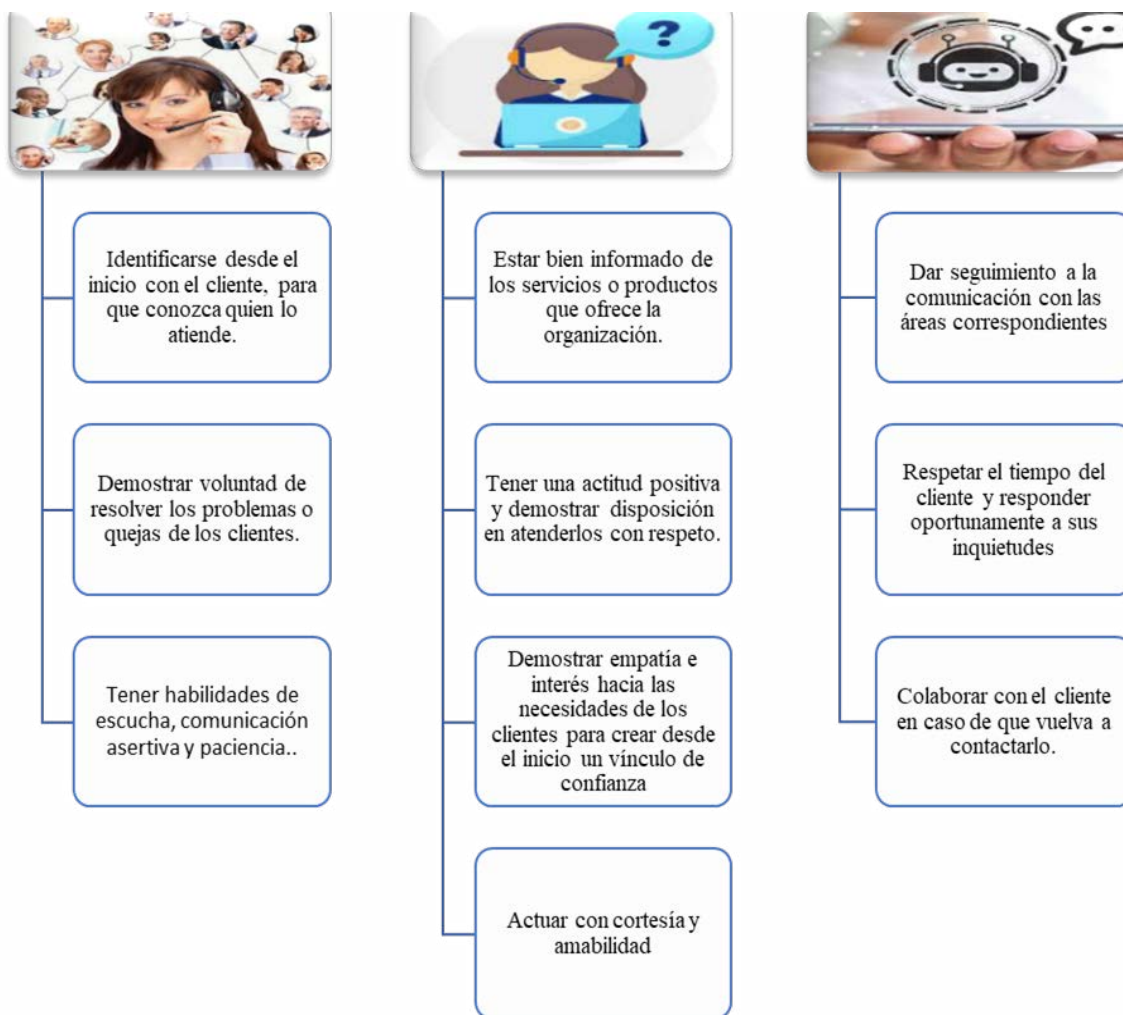 ?
Identificarse desde el
inicio con el cliente, para
que conozca quien lo
atiende.
Demostrar voluntad de
resolver los problemas o
quejas de los clientes.
Tener habilidades de
escucha, comunicación
asertiva y paciencia..
Estar bien informado de
los servicios o productos
que ofrece la
organización.
Tener una actitud positiva
y demostrar disposición
en atenderlos con respeto.
Demostrar empatía e
interés hacia las
necesidades de los
clientes para crear desde
el inicio un vínculo de
confianza
Actuar con cortesía y
amabilidad
Dar seguimiento a la
comunicación con las
áreas correspondientes
Respetar el tiempo del
cliente y responder
oportunamente a sus
inquietudes
Colaborar con el cliente
en caso de que vuelva a
contactarlo.